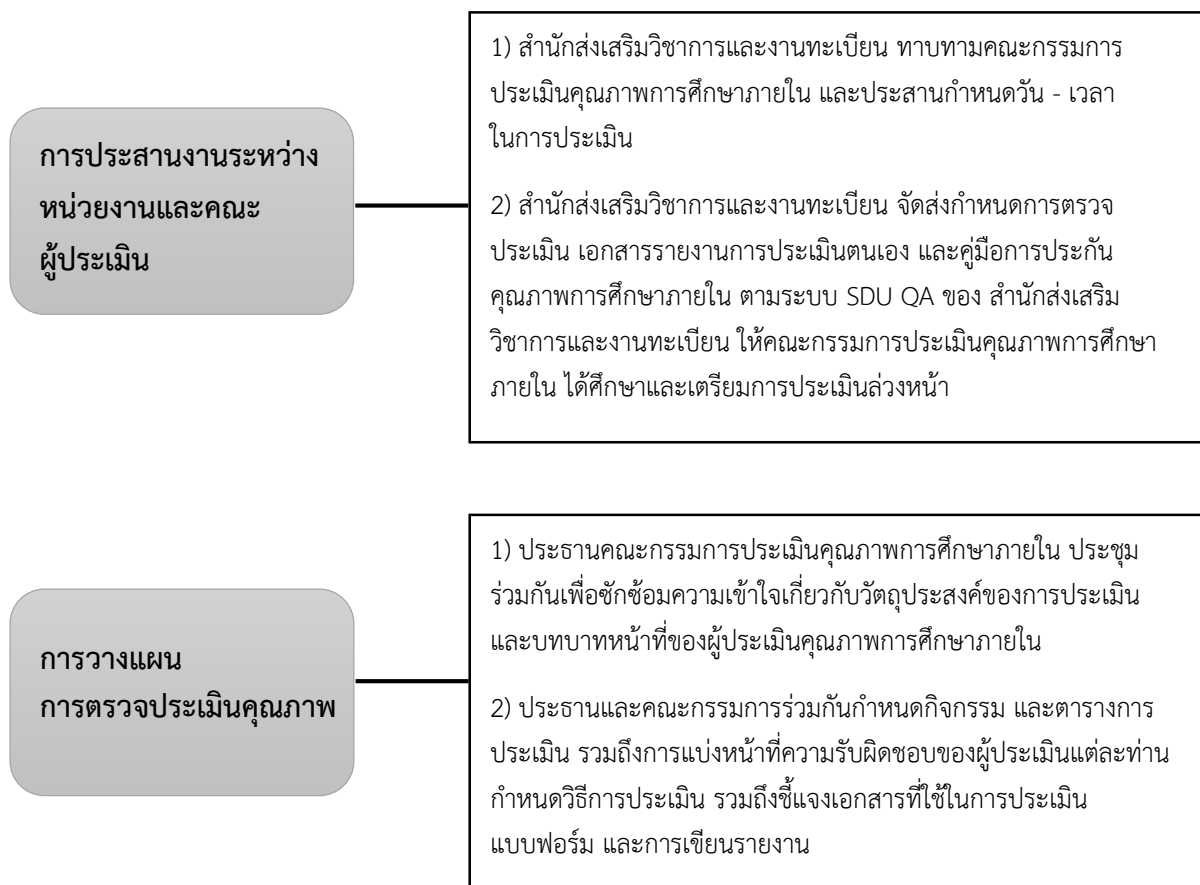 การประสานงานระหว่าง
หน่วยงานและคณะ
ผู้ประเมิน
1) สำนักส่งเสริมวิชาการและงานทะเบียน ทาบทามคณะกรรมการ
ประเมินคุณภาพการศึกษาภายใน และประสานกำหนดวัน - เวลา
ในการประเมิน
2) สำนักส่งเสริมวิชาการและงานทะเบียน จัดส่งกำหนดการตรวจ
ประเมิน เอกสารรายงานการประเมินตนเอง และคู่มือการประกัน
คุณภาพการศึกษาภายใน ตามระบบ SDU QA ของ สำนักส่งเสริม
วิชาการและงานทะเบียน ให้คณะกรรมการประเมินคุณภาพการศึกษา
ภายใน ได้ศึกษาและเตรียมการประเมินล่วงหน้า
การวางแผน
การตรวจประเมินคุณภาพ
1) ประธานคณะกรรมการประเมินคุณภาพการศึกษาภายใน ประชุม
ร่วมกันเพื่อซักซ้อมความเข้าใจเกี่ยวกับวัตถุประสงค์ของการประเมิน
และบทบาทหน้าที่ของผู้ประเมินคุณภาพการศึกษาภายใน
2) ประธานและคณะกรรมการร่วมกันกำหนดกิจกรรม และตารางการ
ประเมิน รวมถึงการแบ่งหน้าที่ความรับผิดชอบของผู้ประเมินแต่ละท่าน
กำหนดวิธีการประเมิน รวมถึงชี้แจงเอกสารที่ใช้ในการประเมิน
แบบฟอร์ม และการเขียนรายงาน